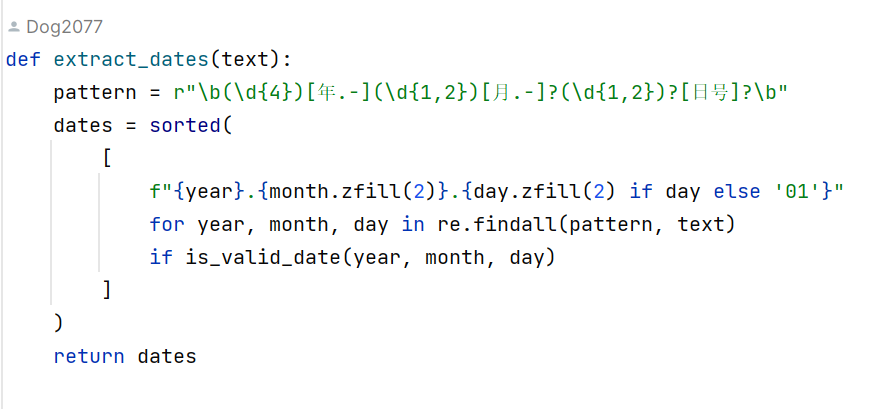 Dog2077
def extract_dates(text):
    pattern = r"\b(\d{4})[年.-](\d{1,2})[月.-]?(\d{1,2})?[日号]?\b"
    dates = sorted(
        [
            f"{year}.{month.zfill(2)}.{day.zfill(2) if day else '01'}"
            for year, month, day in re.findall(pattern, text)
            if is_valid_date(year, month, day)
        ]
    )
    return dates